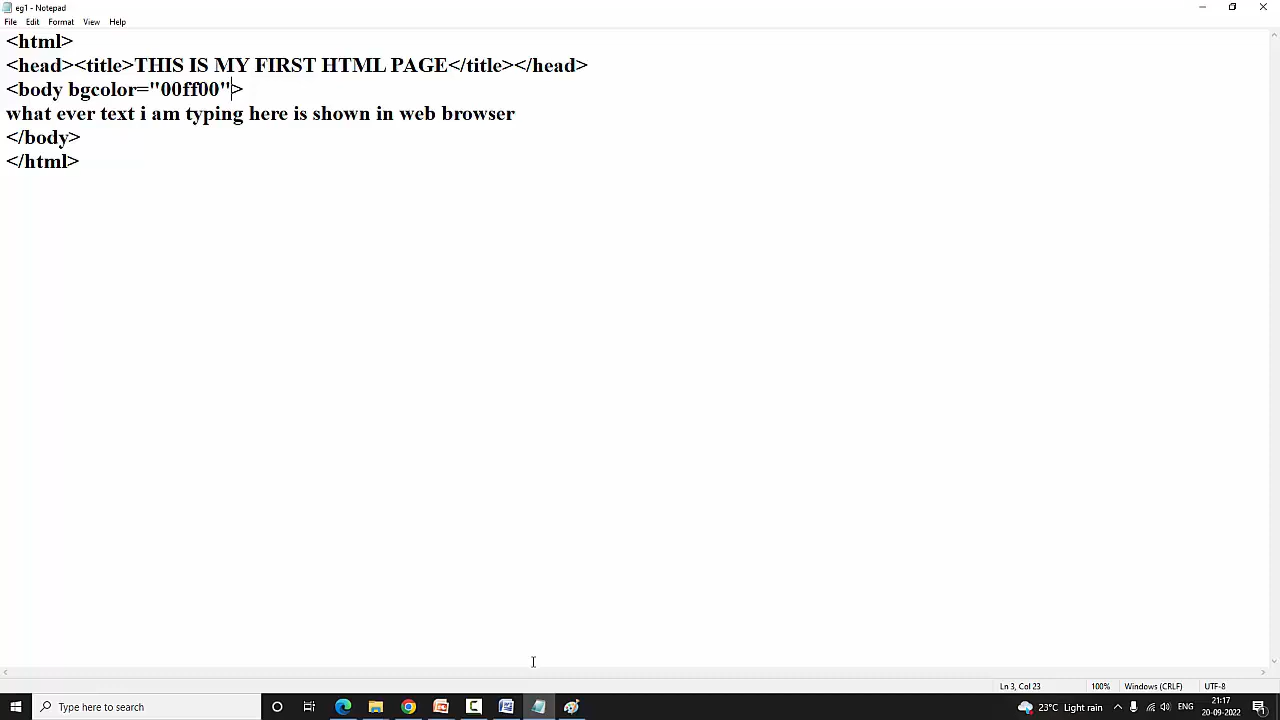 eg1 - Notepad
File Edit Format View Help
<html>
<head><title>THIS IS MY FIRST HTML PAGE</title></head>
<body bgcolor="00ff00">
what ever text i am typing here is shown in web browser
</body>
</html>
Ln 3, Col 23 100% Windows (CRLF) UTF-8
Type here to search 23°C Light rain ENG 21:17
20-09-2022